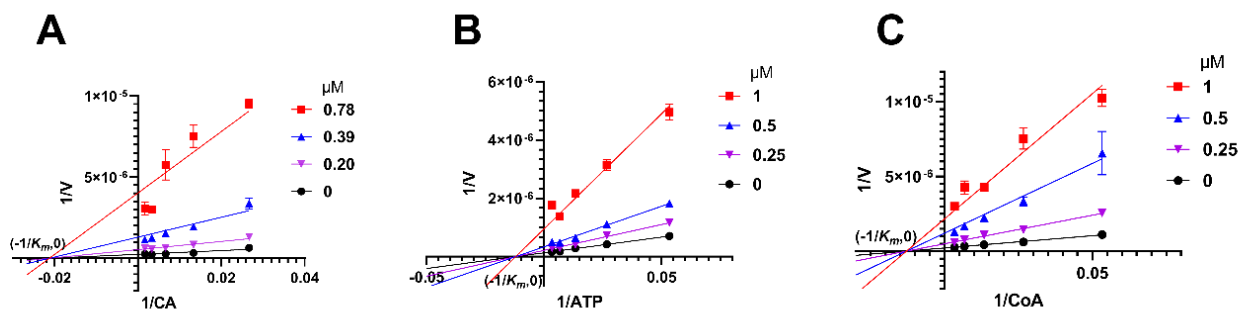 A
µM
1×10⁻⁵
0.78
0.39
0.20
0
5×10⁻⁶
1/V
(-1/Kₘ,0)
-0.02
0.00
0.02
0.04
1/CA
B
µM
6×10⁻⁶
1
0.5
0.25
0
4×10⁻⁶
1/V
2×10⁻⁶
-0.05
(-1/Kₘ,0)
0.05
1/ATP
C
µM
1×10⁻⁵
1
0.5
0.25
0
1/V
5×10⁻⁶
(-1/Kₘ,0)
0.05
1/CoA